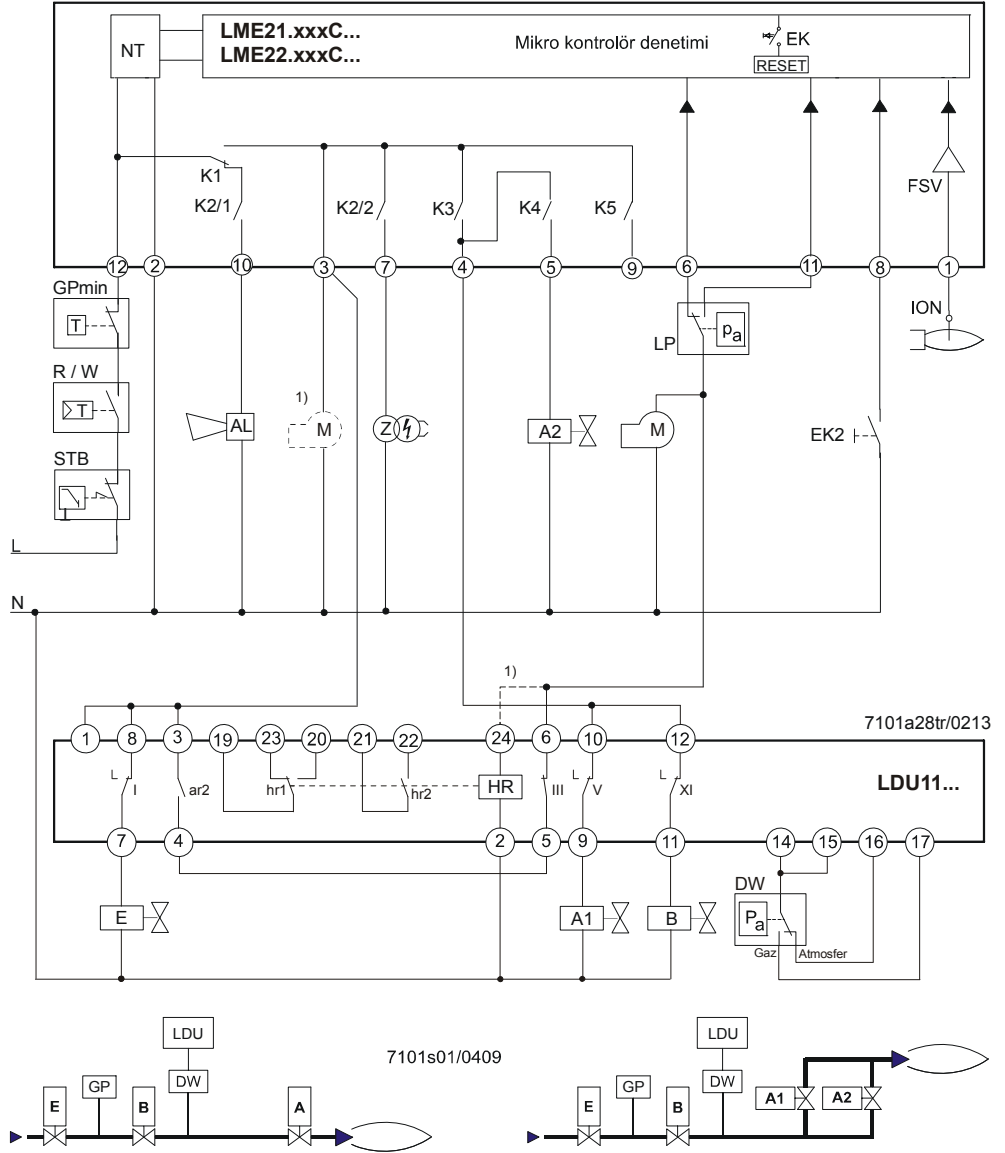 LME21.xxxC...
LME22.xxxC...
NT
Mikro kontrolör denetimi
EK
RESET
FSV
K1
K2/1
K2/2
K3
K4
K5
12 2 10 3 7 4 5 9 6 11 8 1
GPmin
T
R / W
T
STB
L
N
AL
1)
M
Z
A2
LP
Pa
M
EK2
ION
1)
7101a28tr/0213
1 8 3 19 23 20 21 22 24 6 10 12
L I
ar2
hr1
hr2
HR
III
L V
L XI
LDU11...
7 4 2 5 9 11 14 15 16 17
E
A1
B
DW
Pa
Gaz
Atmosfer
LDU
DW
GP
E
B
A
7101s01/0409
LDU
DW
GP
E
B
A1
A2